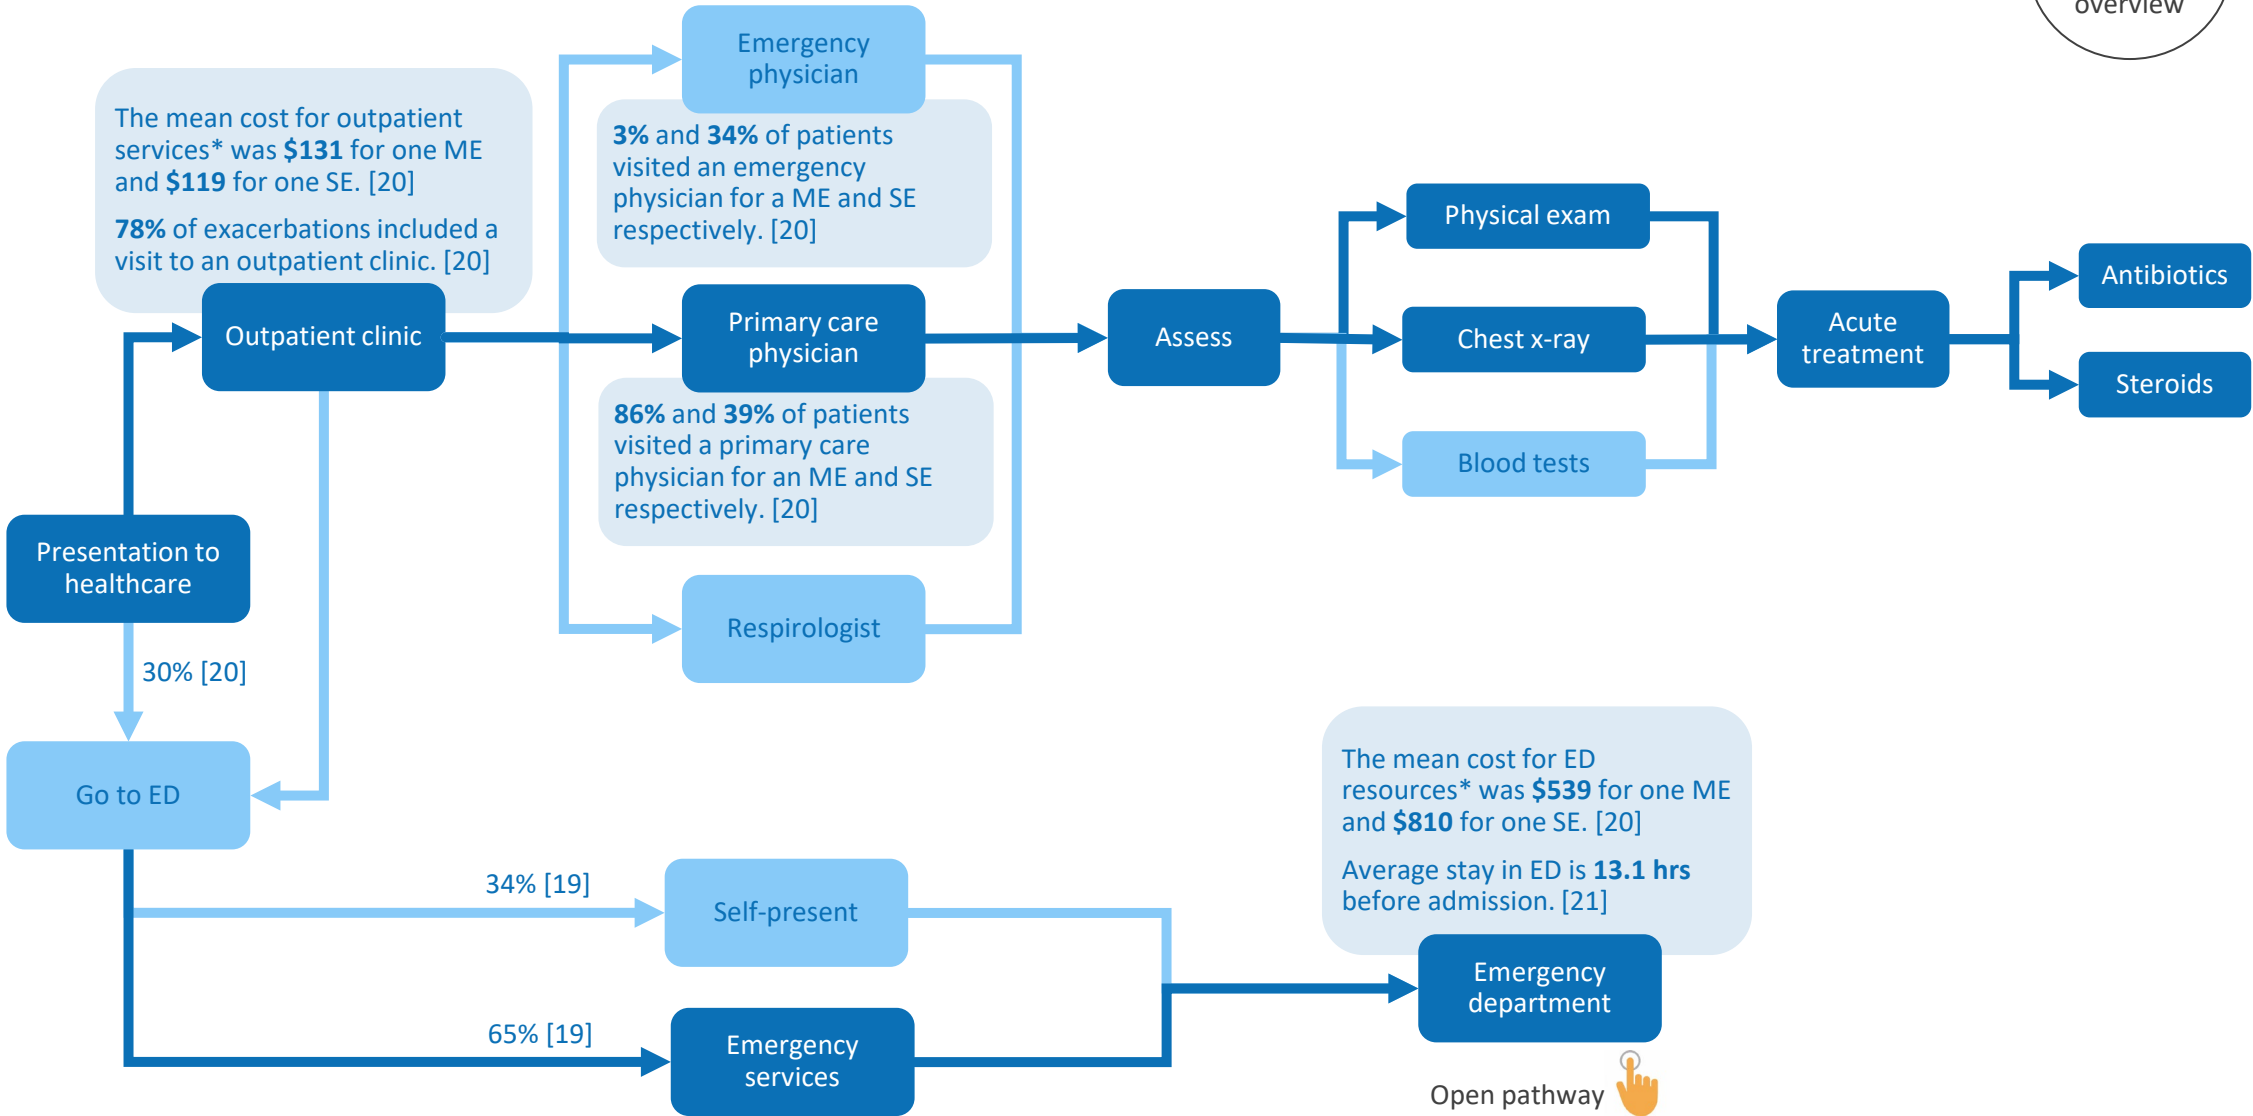 overview
Emergency
physician
The mean cost for outpatient
services* was $131 for one ME
and $119 for one SE. [20]
78% of exacerbations included a
visit to an outpatient clinic. [20]
3% and 34% of patients
visited an emergency
physician for a ME and SE
respectively. [20]
Physical exam
Antibiotics
Outpatient clinic
Primary care
physician
Assess
Chest x-ray
Acute
treatment
Steroids
86% and 39% of patients
visited a primary care
physician for an ME and SE
respectively. [20]
Blood tests
Presentation to
healthcare
Respirologist
30% [20]
Go to ED
The mean cost for ED
resources* was $539 for one ME
and $810 for one SE. [20]
Average stay in ED is 13.1 hrs
before admission. [21]
34% [19]
Self-present
Emergency
department
65% [19]
Emergency
services
Open pathway